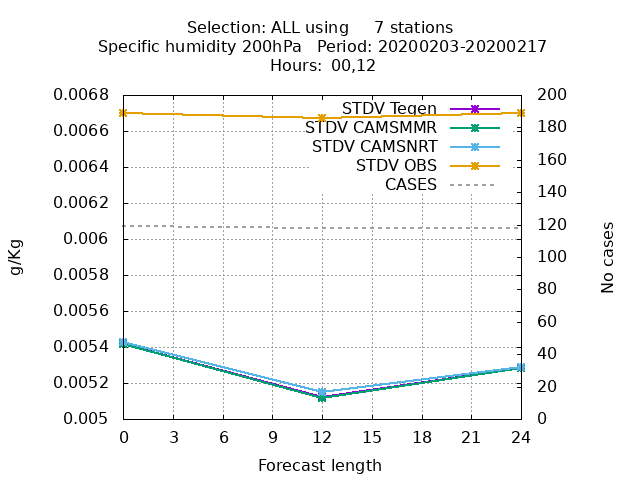 Selection: ALL using 7 stations
Specific humidity 200hPa Period: 20200203-20200217
Hours: 00,12
0.0068
0.0066
0.0064
0.0062
0.006
0.0058
0.0056
0.0054
0.0052
0.005
g/Kg
STDV Tegen
STDV CAMSMMR
STDV CAMSNRT
STDV OBS
CASES
200
180
160
140
120
100
80
60
40
20
0
No cases
0 3 6 9 12 15 18 21 24
Forecast length